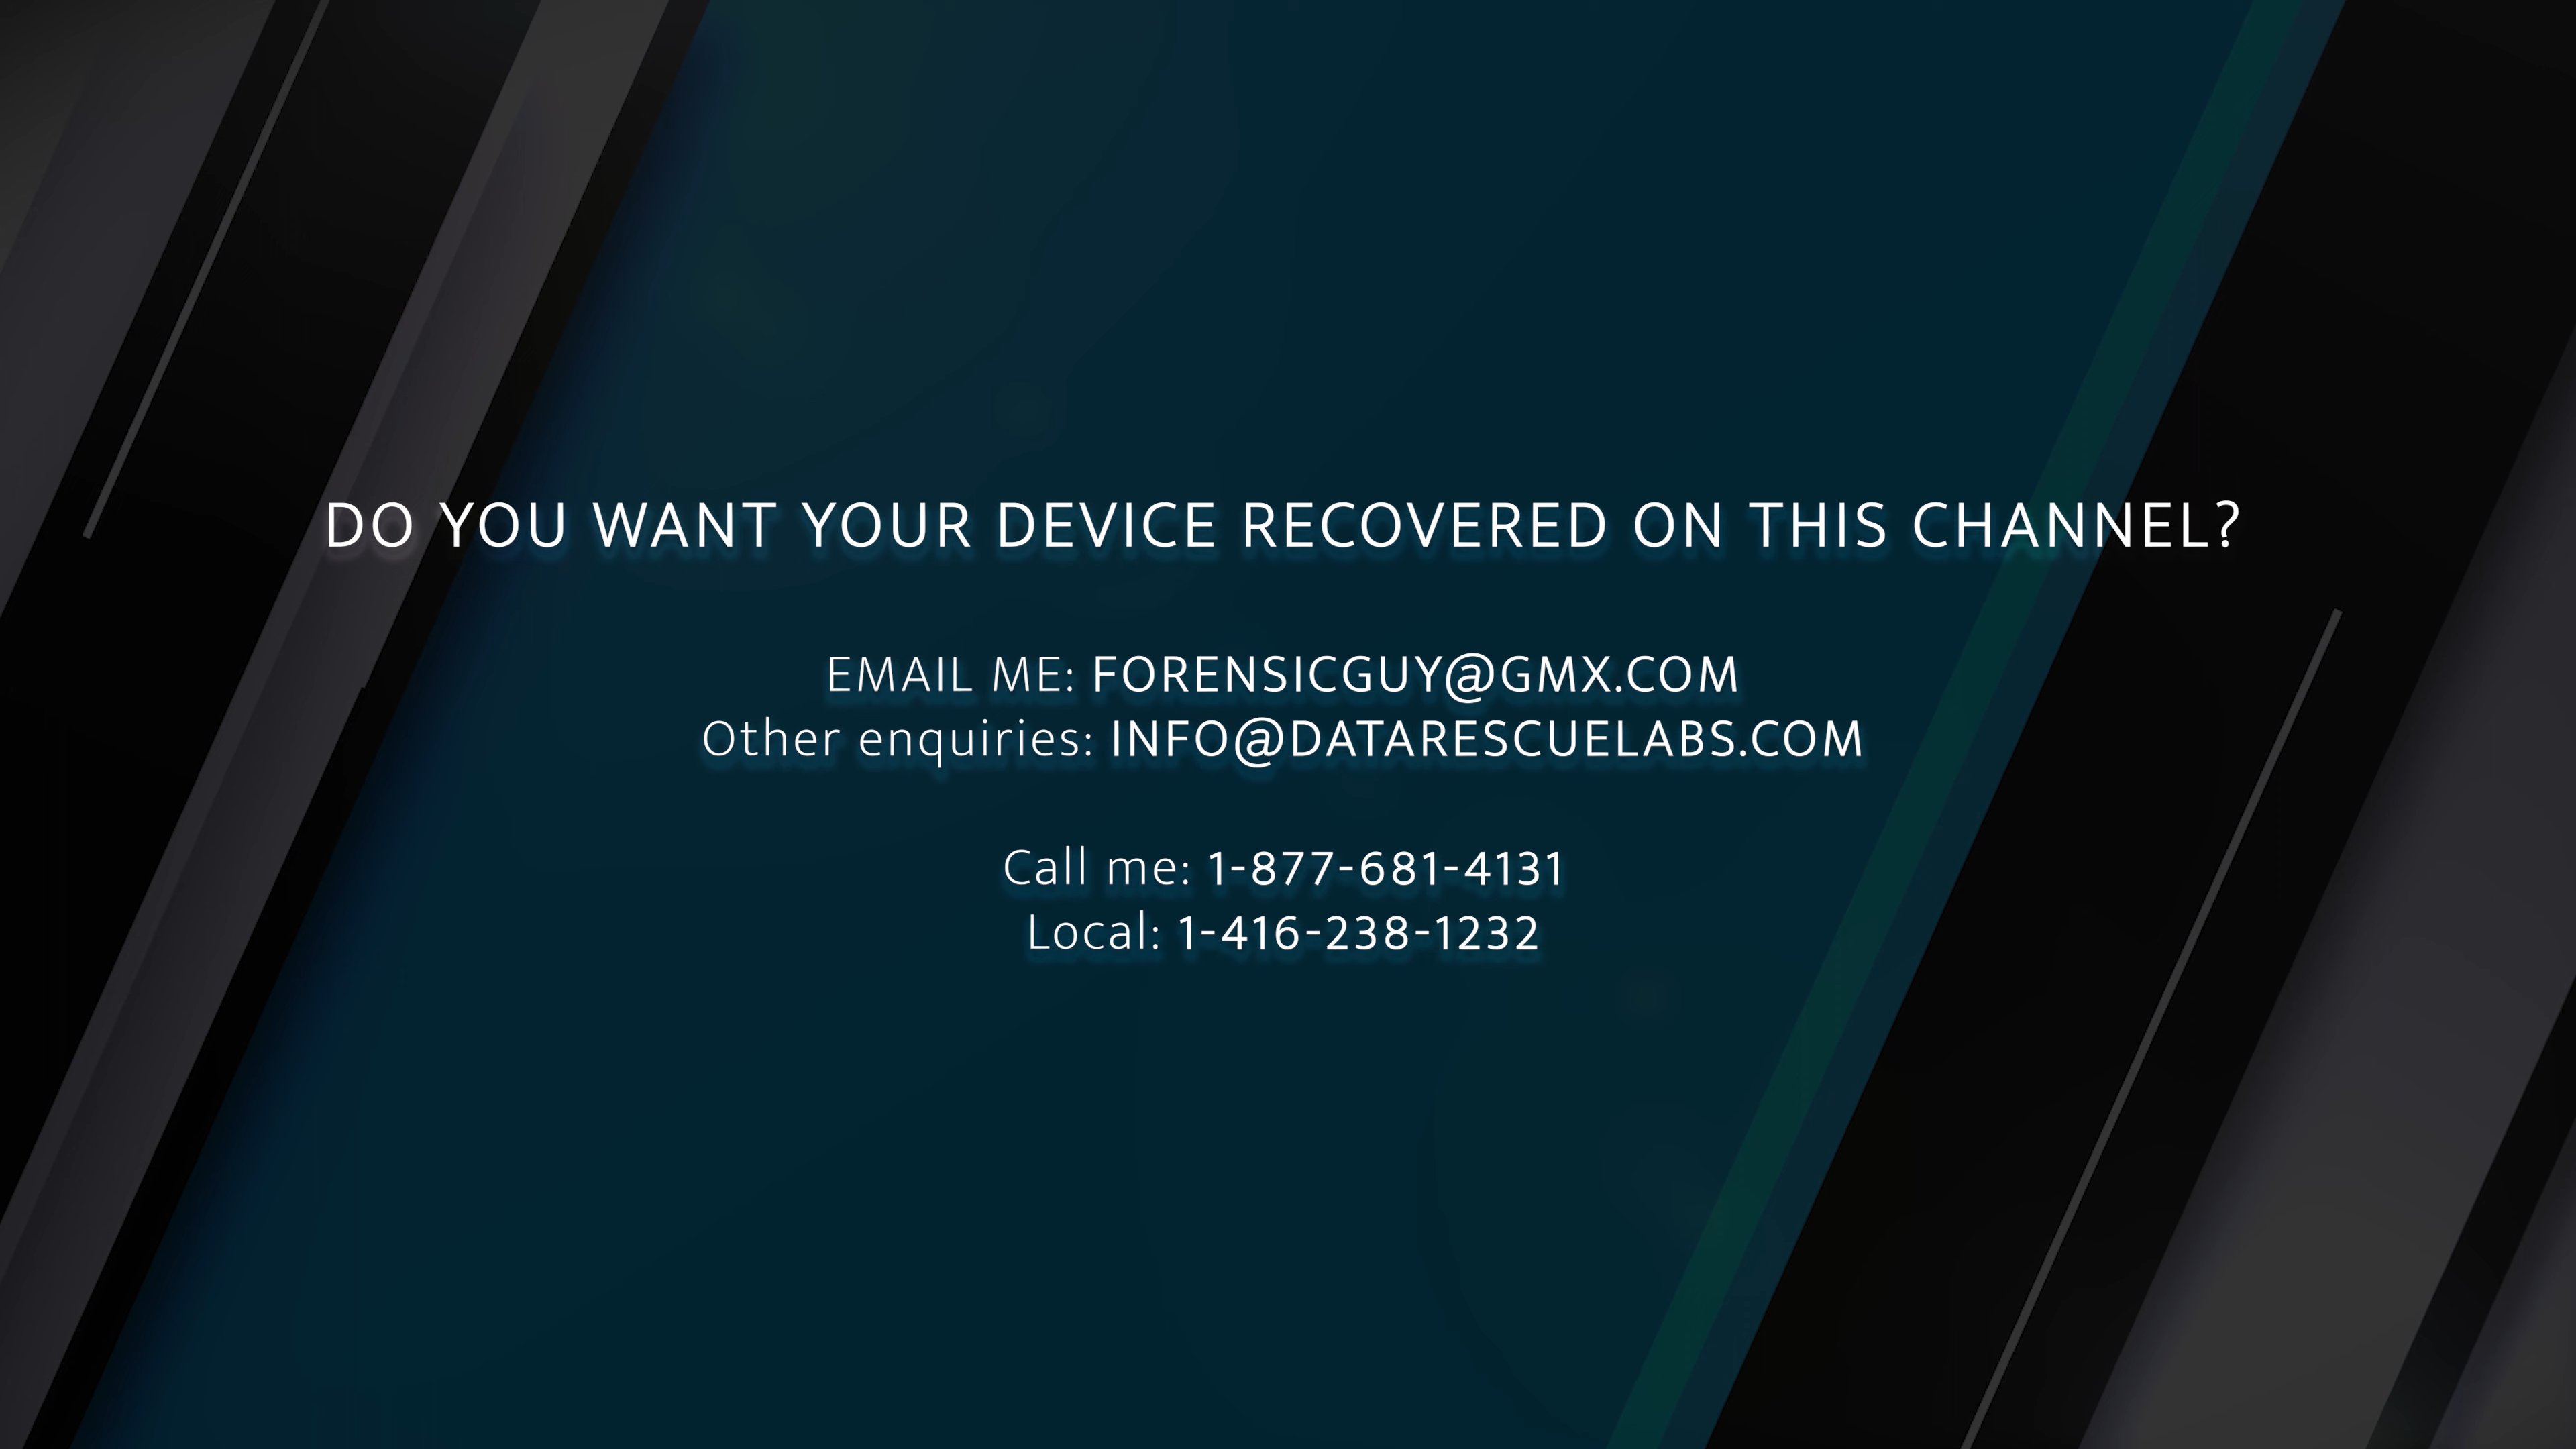 DO YOU WANT YOUR DEVICE RECOVERED ON THIS CHANNEL?
EMAIL ME: FORENSICGUY@GMX.COM
Other enquiries: INFO@DATARESCUELABS.COM
Call me: 1-877-681-4131
Local: 1-416-238-1232